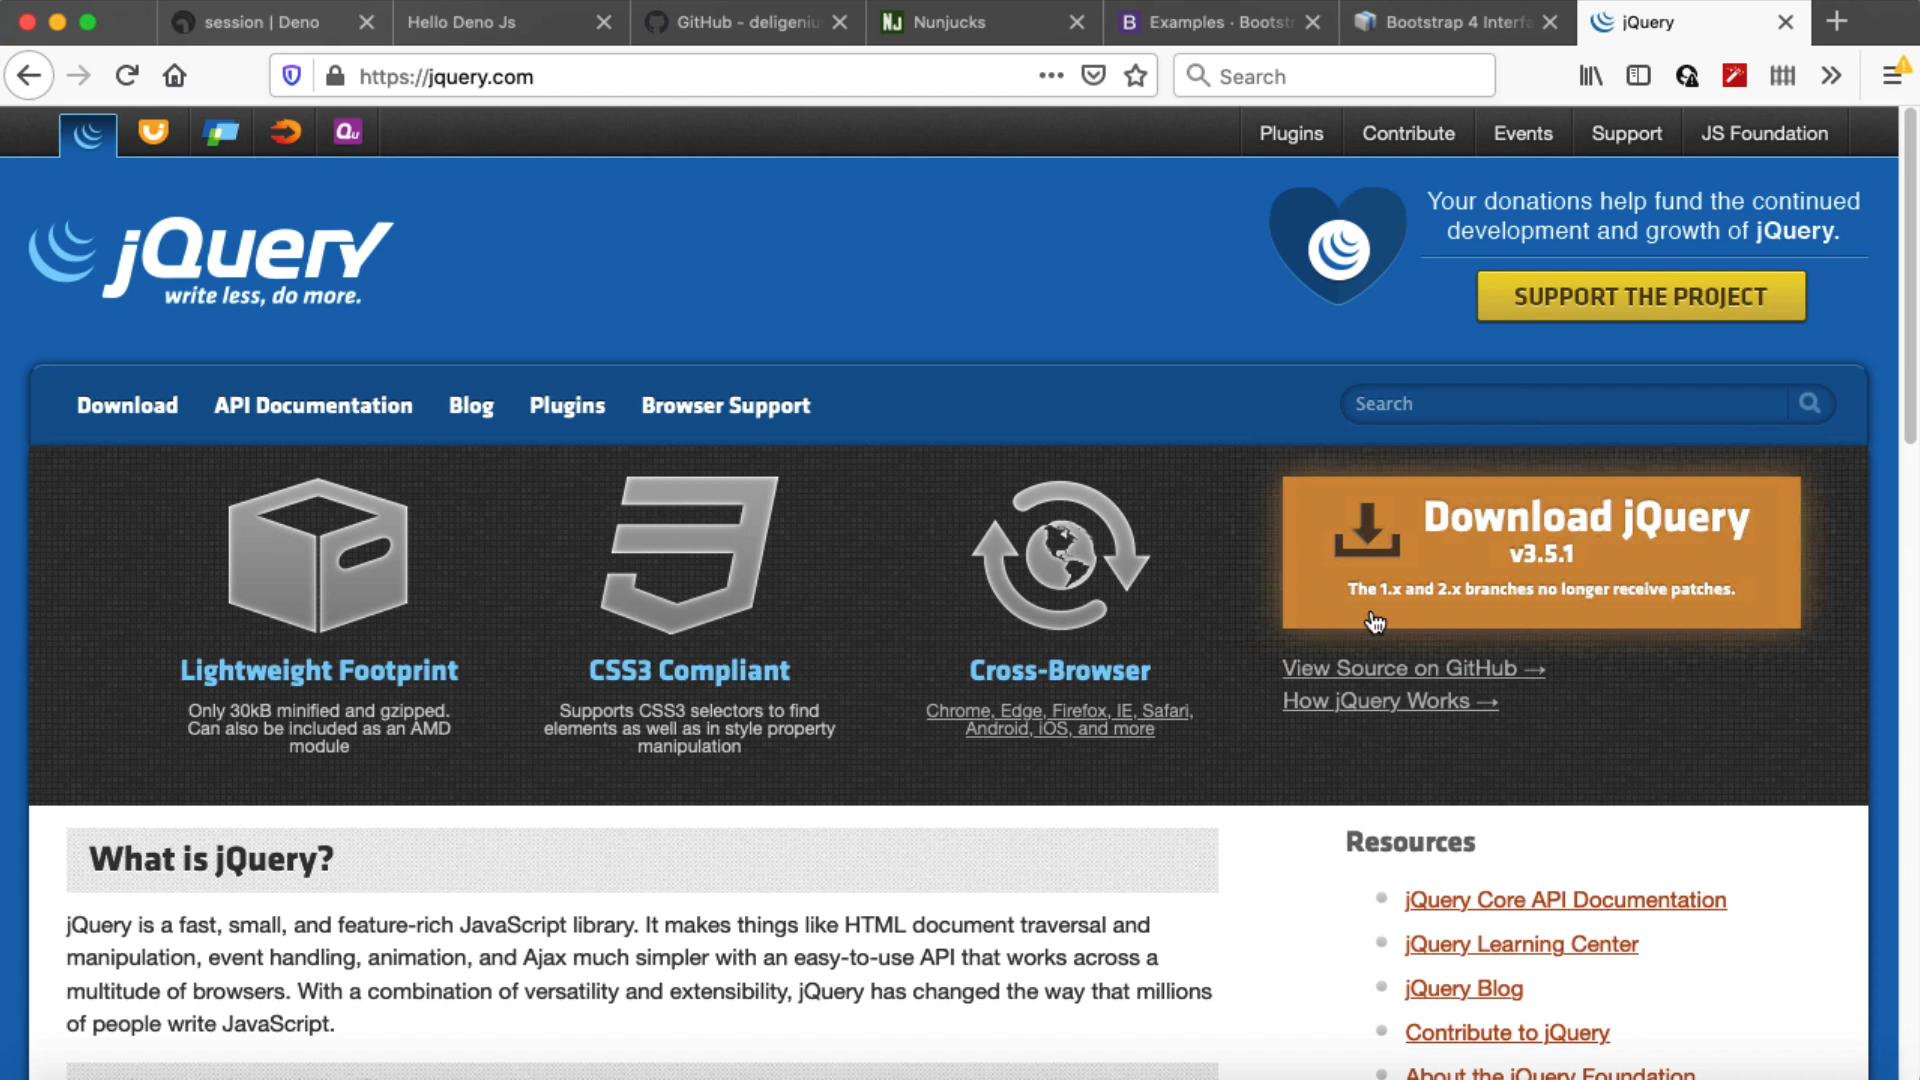 session | Deno
Hello Deno Js
GitHub - deligeniu
Nunjucks
Examples · Bootstr
Bootstrap 4 Interfa
jQuery
https://jquery.com
Search
Plugins
Contribute
Events
Support
JS Foundation
jQuery
write less, do more.
Your donations help fund the continued
development and growth of jQuery.
SUPPORT THE PROJECT
Download
API Documentation
Blog
Plugins
Browser Support
Search
Lightweight Footprint
Only 30kB minified and gzipped.
Can also be included as an AMD
module
CSS3 Compliant
Supports CSS3 selectors to find
elements as well as in style property
manipulation
Cross-Browser
Chrome, Edge, Firefox, IE, Safari,
Android, iOS, and more
Download jQuery
v3.5.1
The 1.x and 2.x branches no longer receive patches.
View Source on GitHub →
How jQuery Works →
What is jQuery?
jQuery is a fast, small, and feature-rich JavaScript library. It makes things like HTML document traversal and
manipulation, event handling, animation, and Ajax much simpler with an easy-to-use API that works across a
multitude of browsers. With a combination of versatility and extensibility, jQuery has changed the way that millions
of people write JavaScript.
Resources
jQuery Core API Documentation
jQuery Learning Center
jQuery Blog
Contribute to jQuery
About the jQuery Foundation